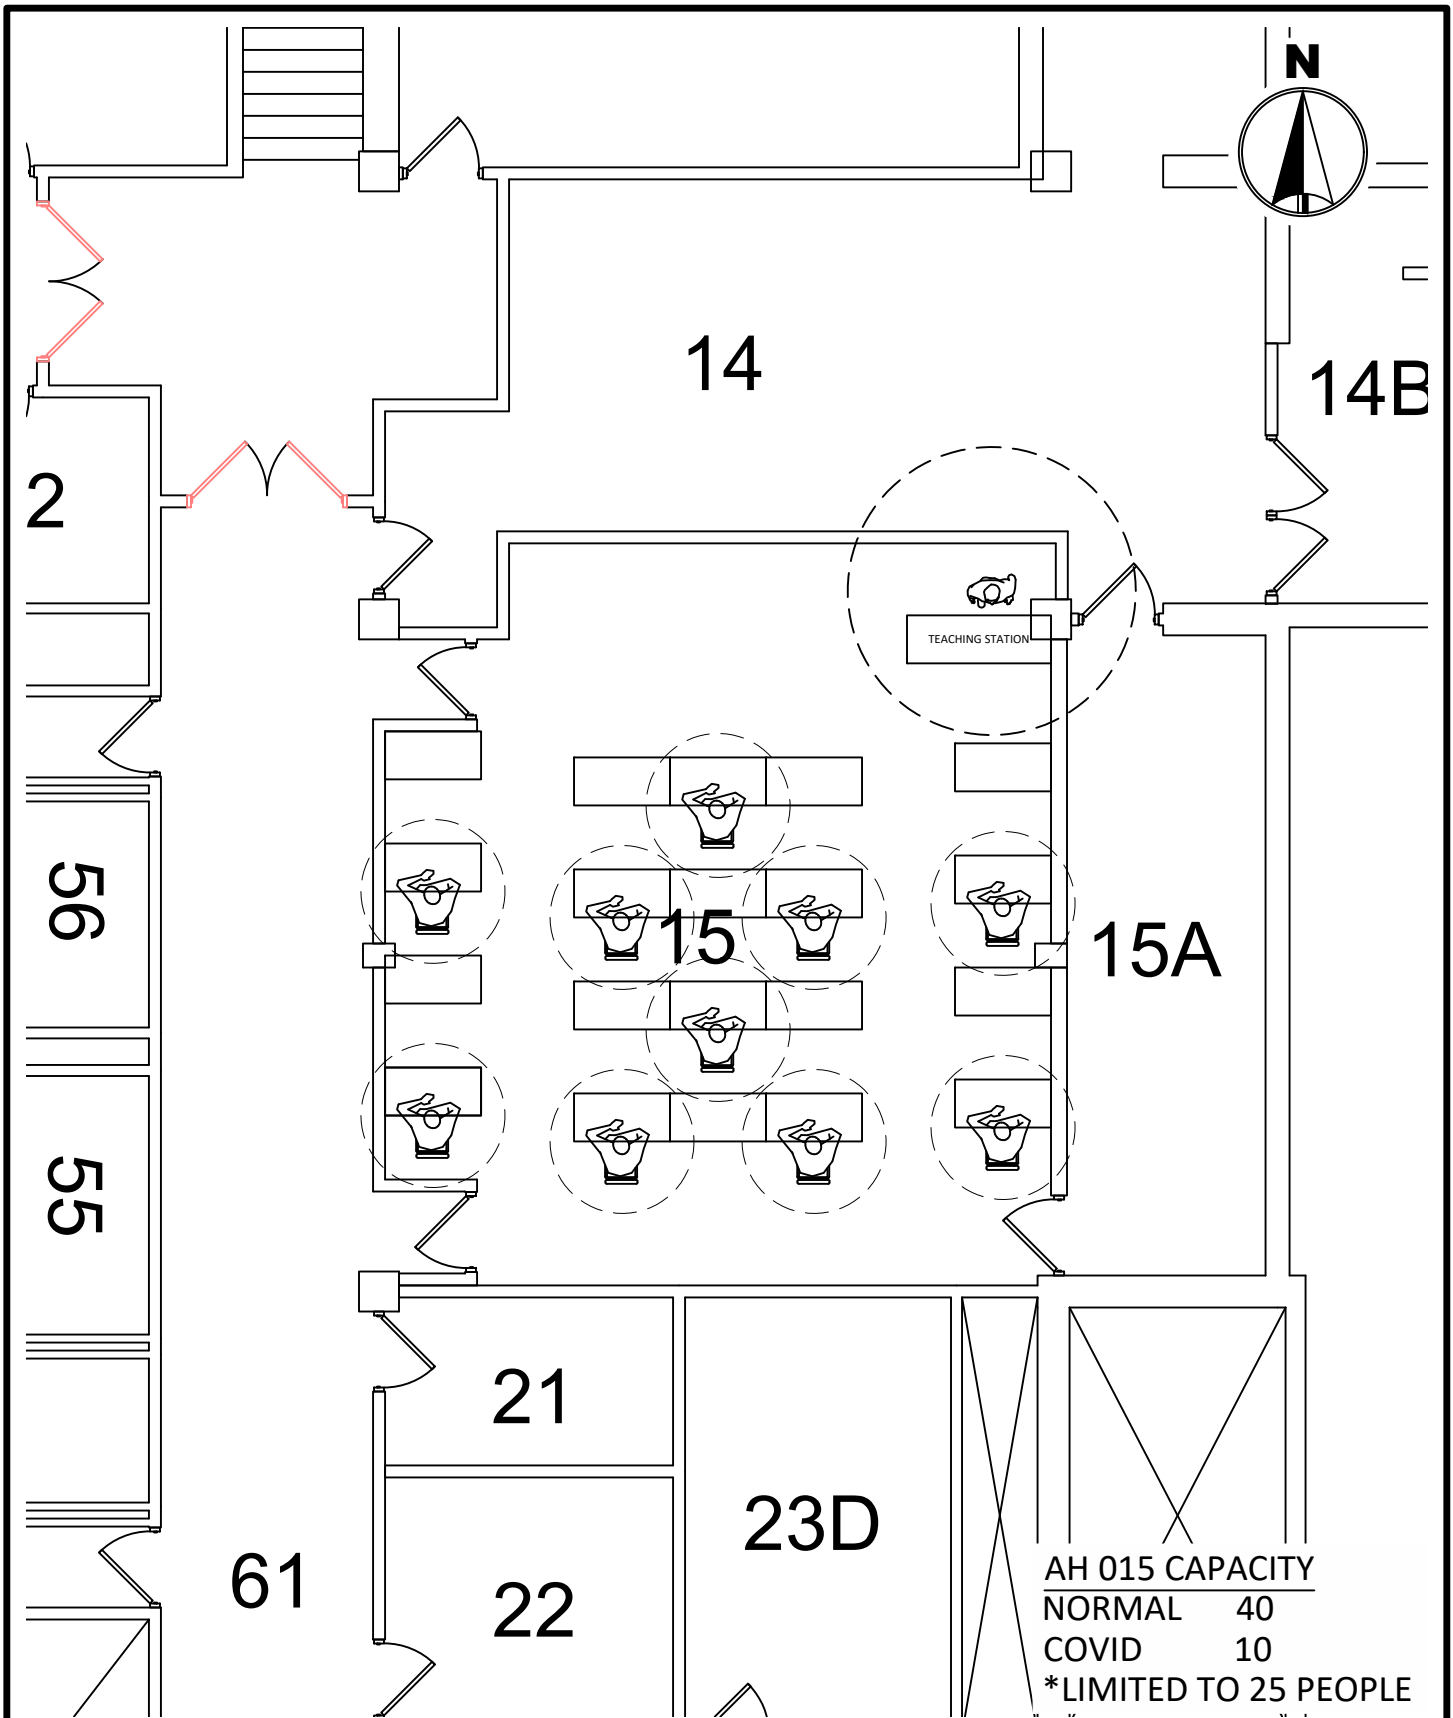 N
14
14B
2
TEACHING STATION
56
15
15A
55
21
23D
61
22
AH 015 CAPACITY
NORMAL 40
COVID 10
*LIMITED TO 25 PEOPLE